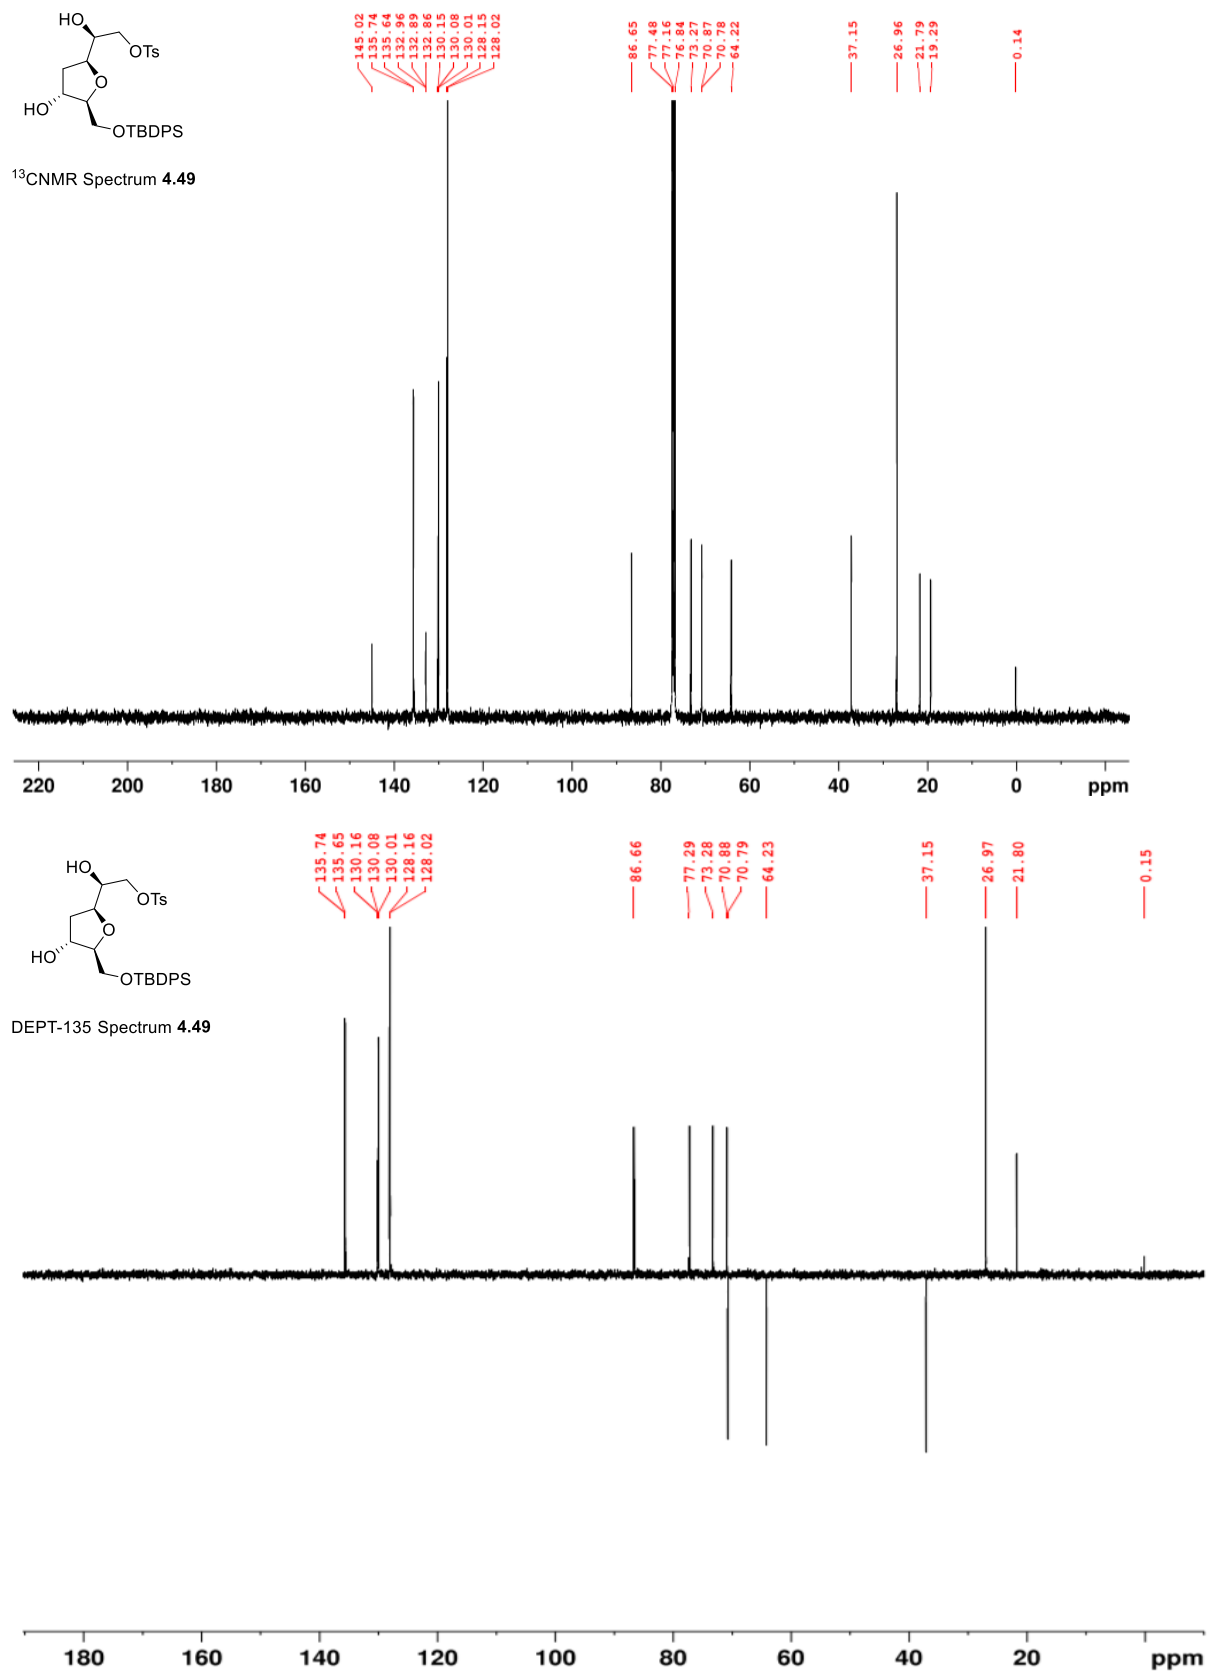 HO
OTs
O
HO
OTBDPS
¹³CNMR Spectrum 4.49
145.02
135.74
135.64
132.96
132.89
132.86
130.15
130.08
130.01
128.15
128.02
86.65
77.48
77.16
76.84
73.27
70.87
70.78
64.22
37.15
26.96
21.79
19.29
0.14
220 200 180 160 140 120 100 80 60 40 20 0 ppm
HO
OTs
O
HO
OTBDPS
DEPT-135 Spectrum 4.49
135.74
135.65
130.16
130.08
130.01
128.16
128.02
86.66
77.29
73.28
70.88
70.79
64.23
37.15
26.97
21.80
0.15
180 160 140 120 100 80 60 40 20 ppm